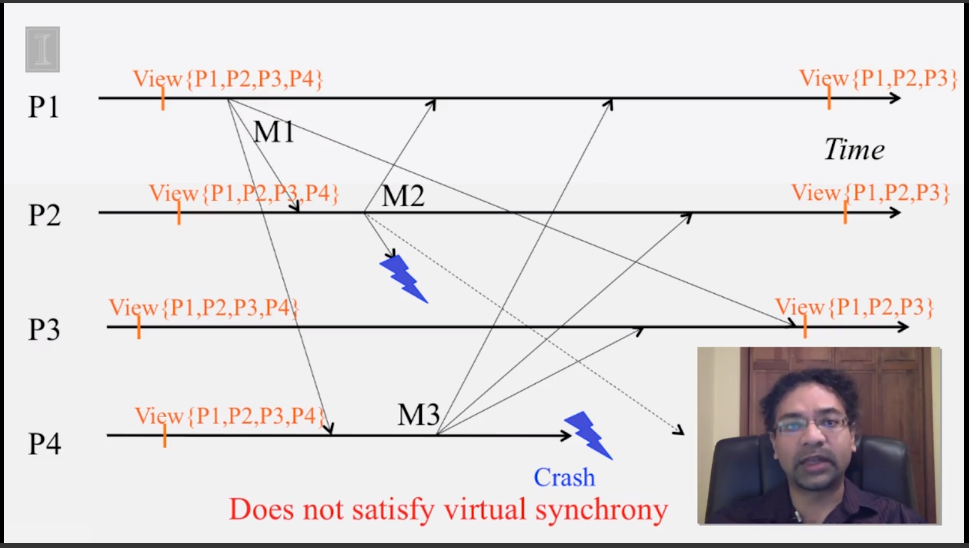 I
View{P1,P2,P3,P4}
View{P1,P2,P3}
P1
M1
Time
View{P1,P2,P3,P4}
M2
View{P1,P2,P3}
P2
View{P1,P2,P3,P4}
View{P1,P2,P3}
P3
View{P1,P2,P3,P4}
M3
P4
Crash
Does not satisfy virtual synchrony